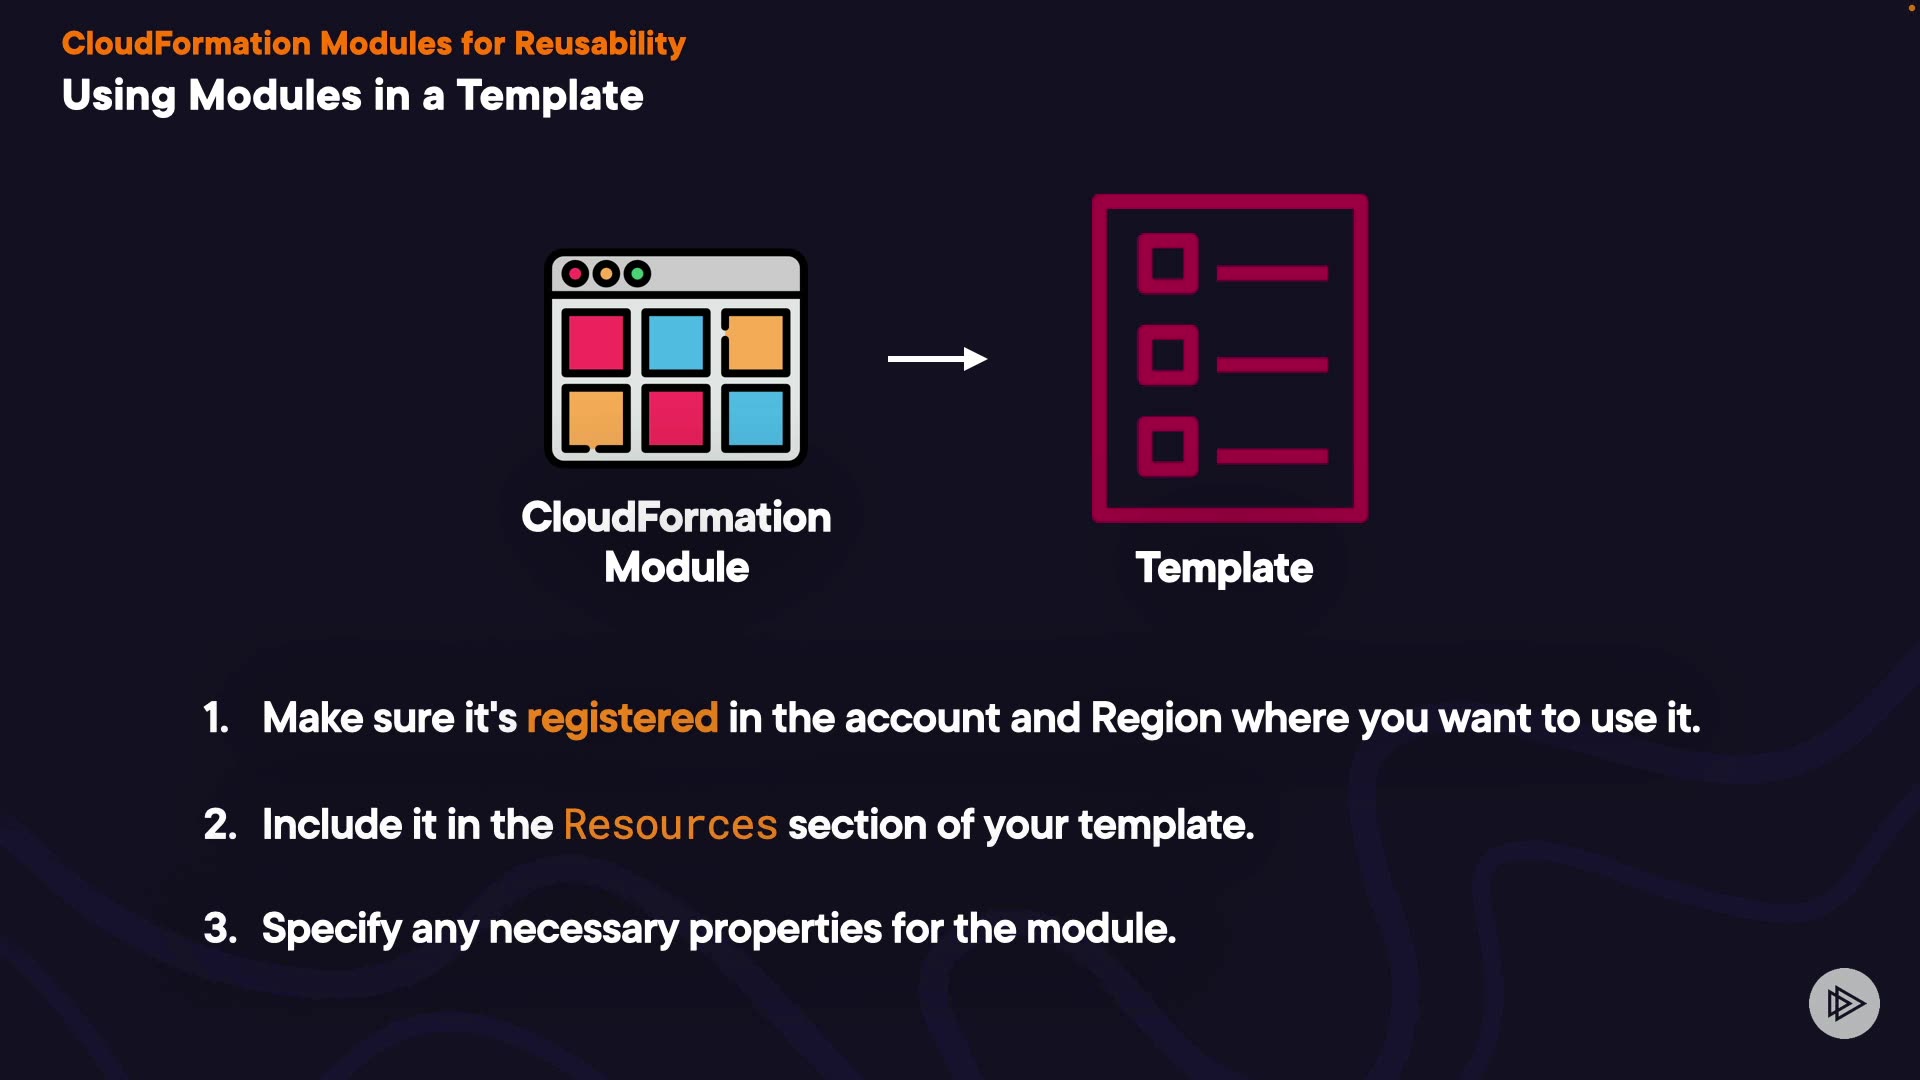 CloudFormation Modules for Reusability
Using Modules in a Template
CloudFormation
Module
Template
1. Make sure it's registered in the account and Region where you want to use it.
2. Include it in the Resources section of your template.
3. Specify any necessary properties for the module.